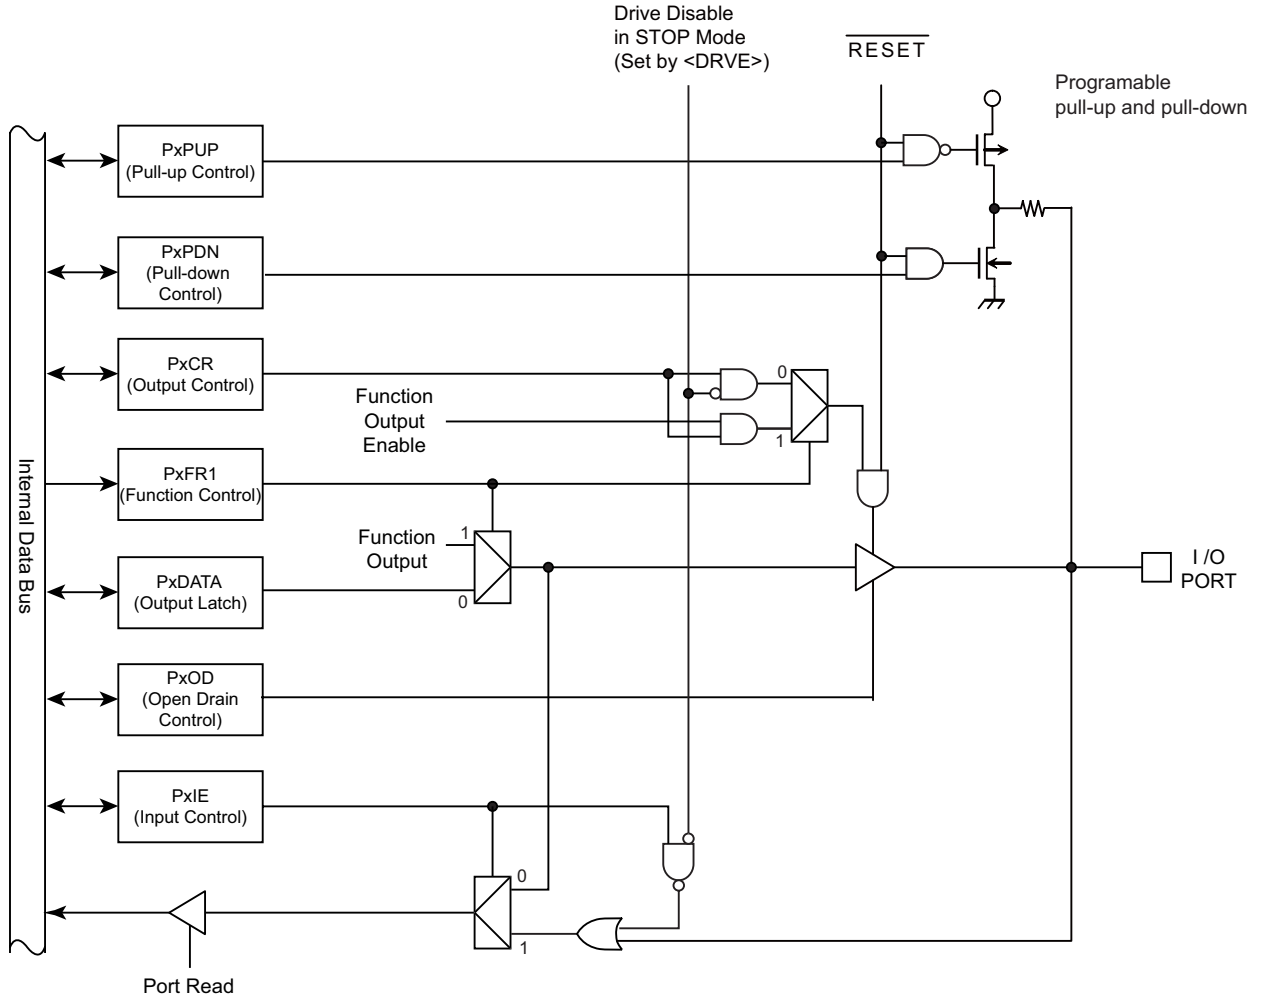 Drive Disable
in STOP Mode
(Set by <DRVE>)
RESET
Programable
pull-up and pull-down
PxPUP
(Pull-up Control)
PxPDN
(Pull-down
Control)
PxCR
(Output Control)
0
Function
Output
Enable
1
PxFR1
(Function Control)
Internal Data Bus
1
Function
Output
0
PxDATA
(Output Latch)
I /O
PORT
PxOD
(Open Drain
Control)
PxIE
(Input Control)
0
1
Port Read